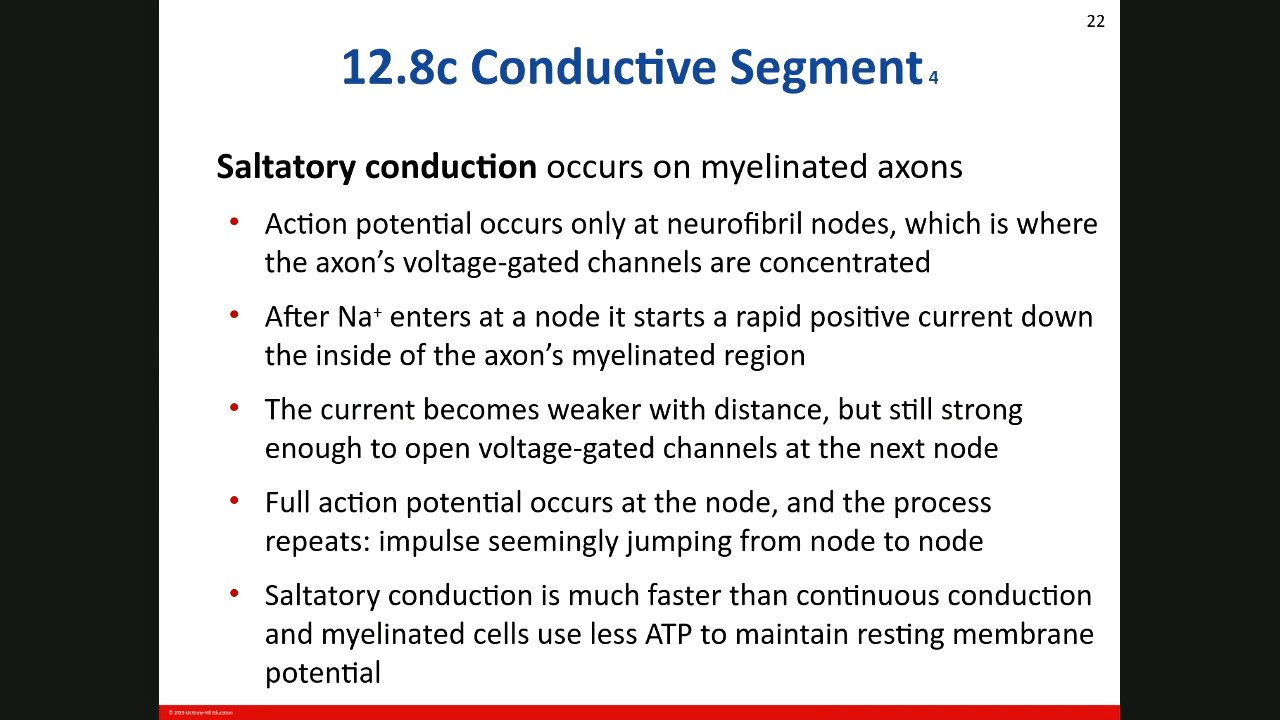 22
12.8c Conductive Segment 4
Saltatory conduction occurs on myelinated axons
• Action potential occurs only at neurofibril nodes, which is where
the axon’s voltage-gated channels are concentrated
• After Na⁺ enters at a node it starts a rapid positive current down
the inside of the axon’s myelinated region
• The current becomes weaker with distance, but still strong
enough to open voltage-gated channels at the next node
• Full action potential occurs at the node, and the process
repeats: impulse seemingly jumping from node to node
• Saltatory conduction is much faster than continuous conduction
and myelinated cells use less ATP to maintain resting membrane
potential
© 2019 McGraw-Hill Education